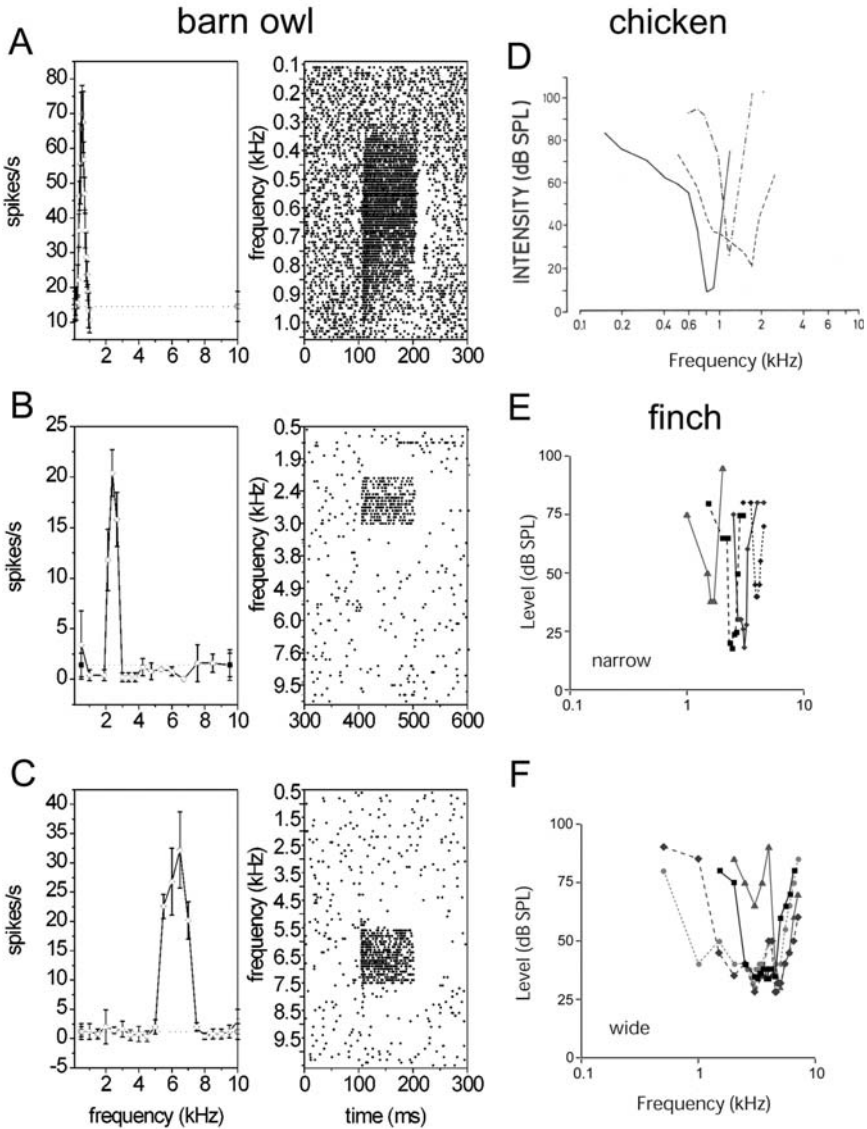 barn owl
chicken
A
spikes/s
85
80
70
60
50
40
30
20
10
2 4 6 8 10
frequency (kHz)
0.1
0.2
0.3
0.4
0.5
0.6
0.7
0.8
0.9
1.0
0 100 200 300
D
INTENSITY (dB SPL)
100
80
60
40
20
0
0.1 0.2 0.4 0.6 1 2 6 10
Frequency (kHz)
B
spikes/s
25
20
15
10
5
0
2 4 6 8 10
frequency (kHz)
0.5
1.9
2.4
3.0
3.8
4.9
6.0
7.6
9.5
300 400 500 600
E
finch
Level (dB SPL)
100
75
50
25
0
narrow
0.1 1 10
C
spikes/s
40
35
30
25
20
15
10
5
0
-5
0 2 4 6 8 10
frequency (kHz)
frequency (kHz)
0.5
1.5
2.5
3.5
4.5
5.5
6.5
7.5
8.5
9.5
0 100 200 300
time (ms)
F
Level (dB SPL)
100
75
50
25
0
wide
0.1 1 10
Frequency (kHz)